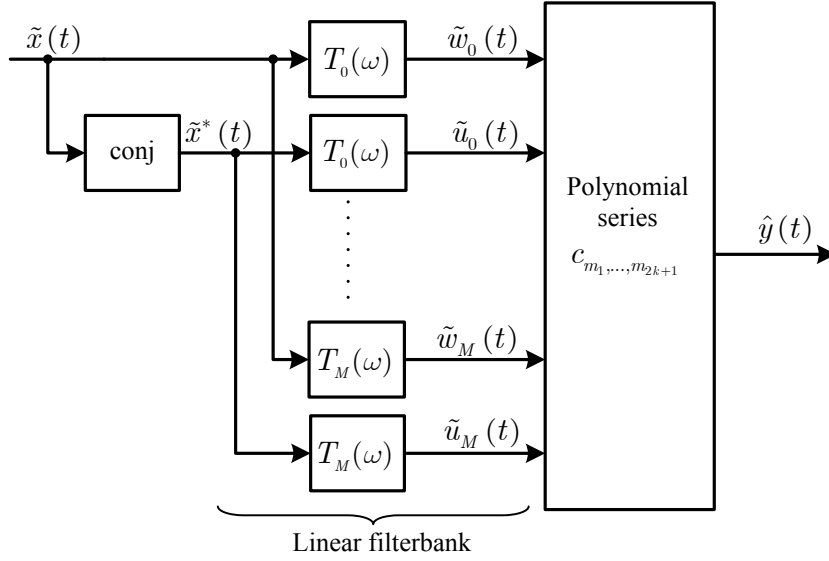 x̃(t)
T₀(ω)
w̃₀(t)
conj
x̃*(t)
T₀(ω)
ũ₀(t)
Polynomial
series
c_{m₁,...,m_{2k+1}}
ŷ(t)
T_M(ω)
w̃_M(t)
T_M(ω)
ũ_M(t)
Linear filterbank